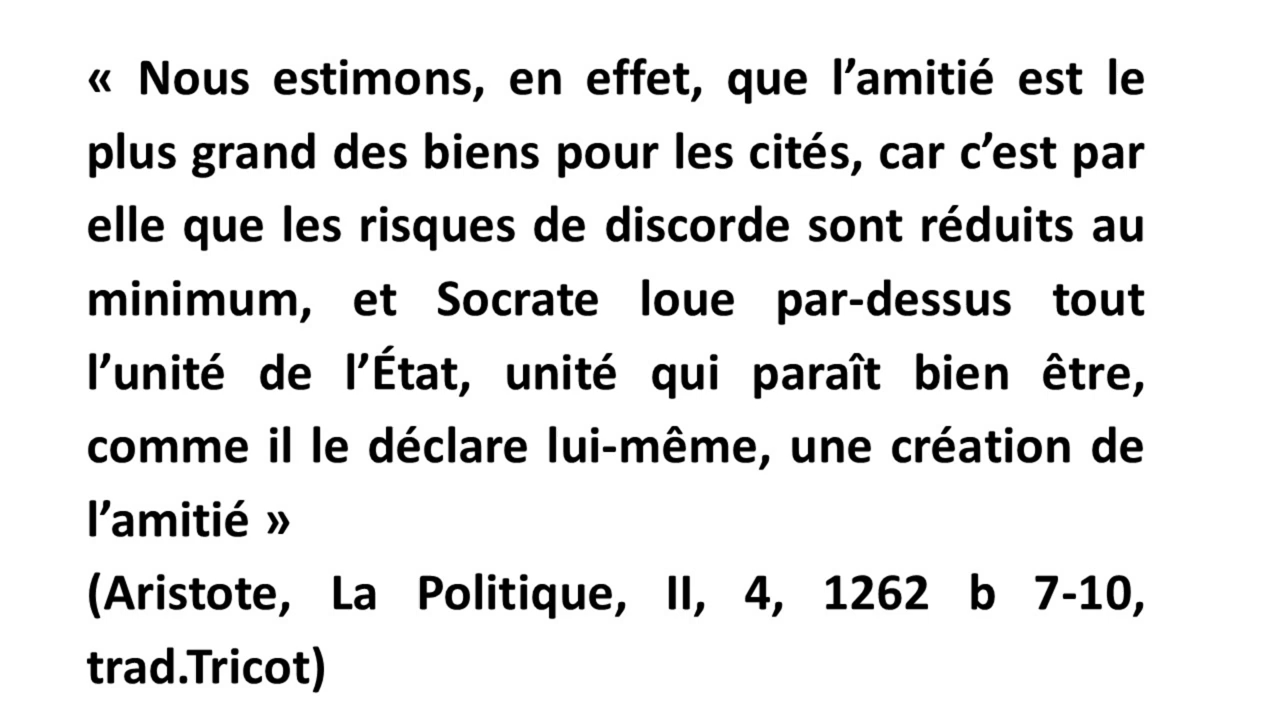 « Nous estimons, en effet, que l’amitié est le
plus grand des biens pour les cités, car c’est par
elle que les risques de discorde sont réduits au
minimum, et Socrate loue par-dessus tout
l’unité de l’État, unité qui paraît bien être,
comme il le déclare lui-même, une création de
l’amitié »
(Aristote, La Politique, II, 4, 1262 b 7-10,
trad.Tricot)